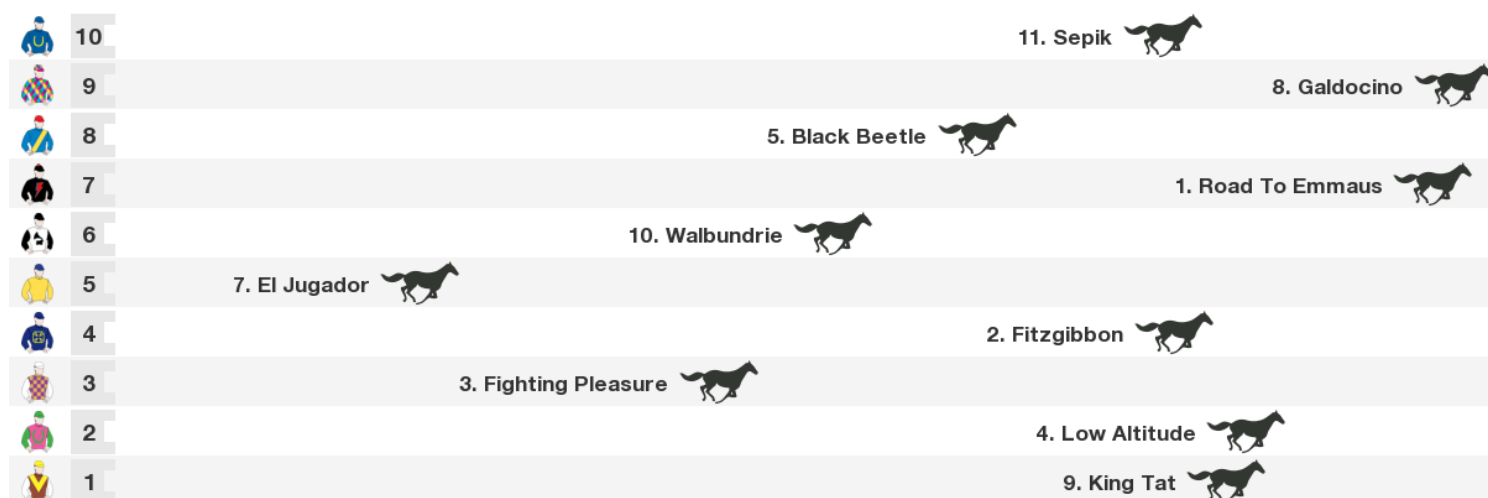 10 11. Sepik
9 8. Galdocino
8 5. Black Beetle
7 1. Road To Emmaus
6 10. Walbundrie
5 7. El Jugador
4 2. Fitzgibbon
3 3. Fighting Pleasure
2 4. Low Altitude
1 9. King Tat